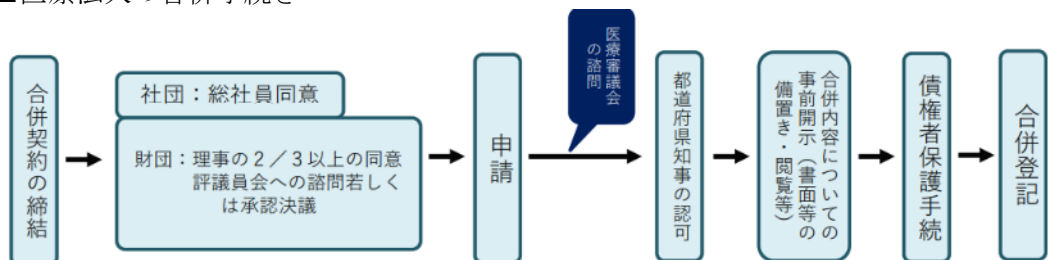 ■医療法人の合併手続き
合併契約の締結
社団：総社員同意
財団：理事の２／３以上の同意
評議員会への諮問若しく
は承認決議
申請
医療審議会
の諮問
都道府県知事の認可
合併内容についての
事前開示（書面等の
備置き・閲覧等）
債権者保護手続
合併登記